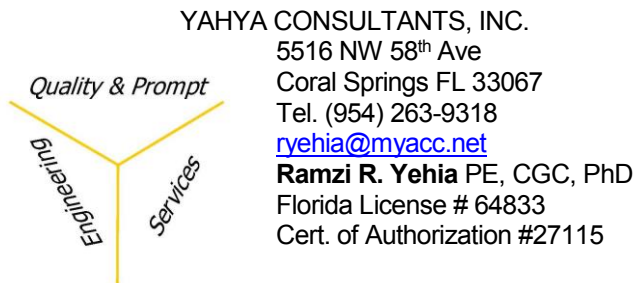 YAHYA CONSULTANTS, INC.
5516 NW 58th Ave
Coral Springs FL 33067
Tel. (954) 263-9318
ryehia@myacc.net
Ramzi R. Yehia PE, CGC, PhD
Florida License # 64833
Cert. of Authorization #27115
Quality & Prompt
Engineering
Services